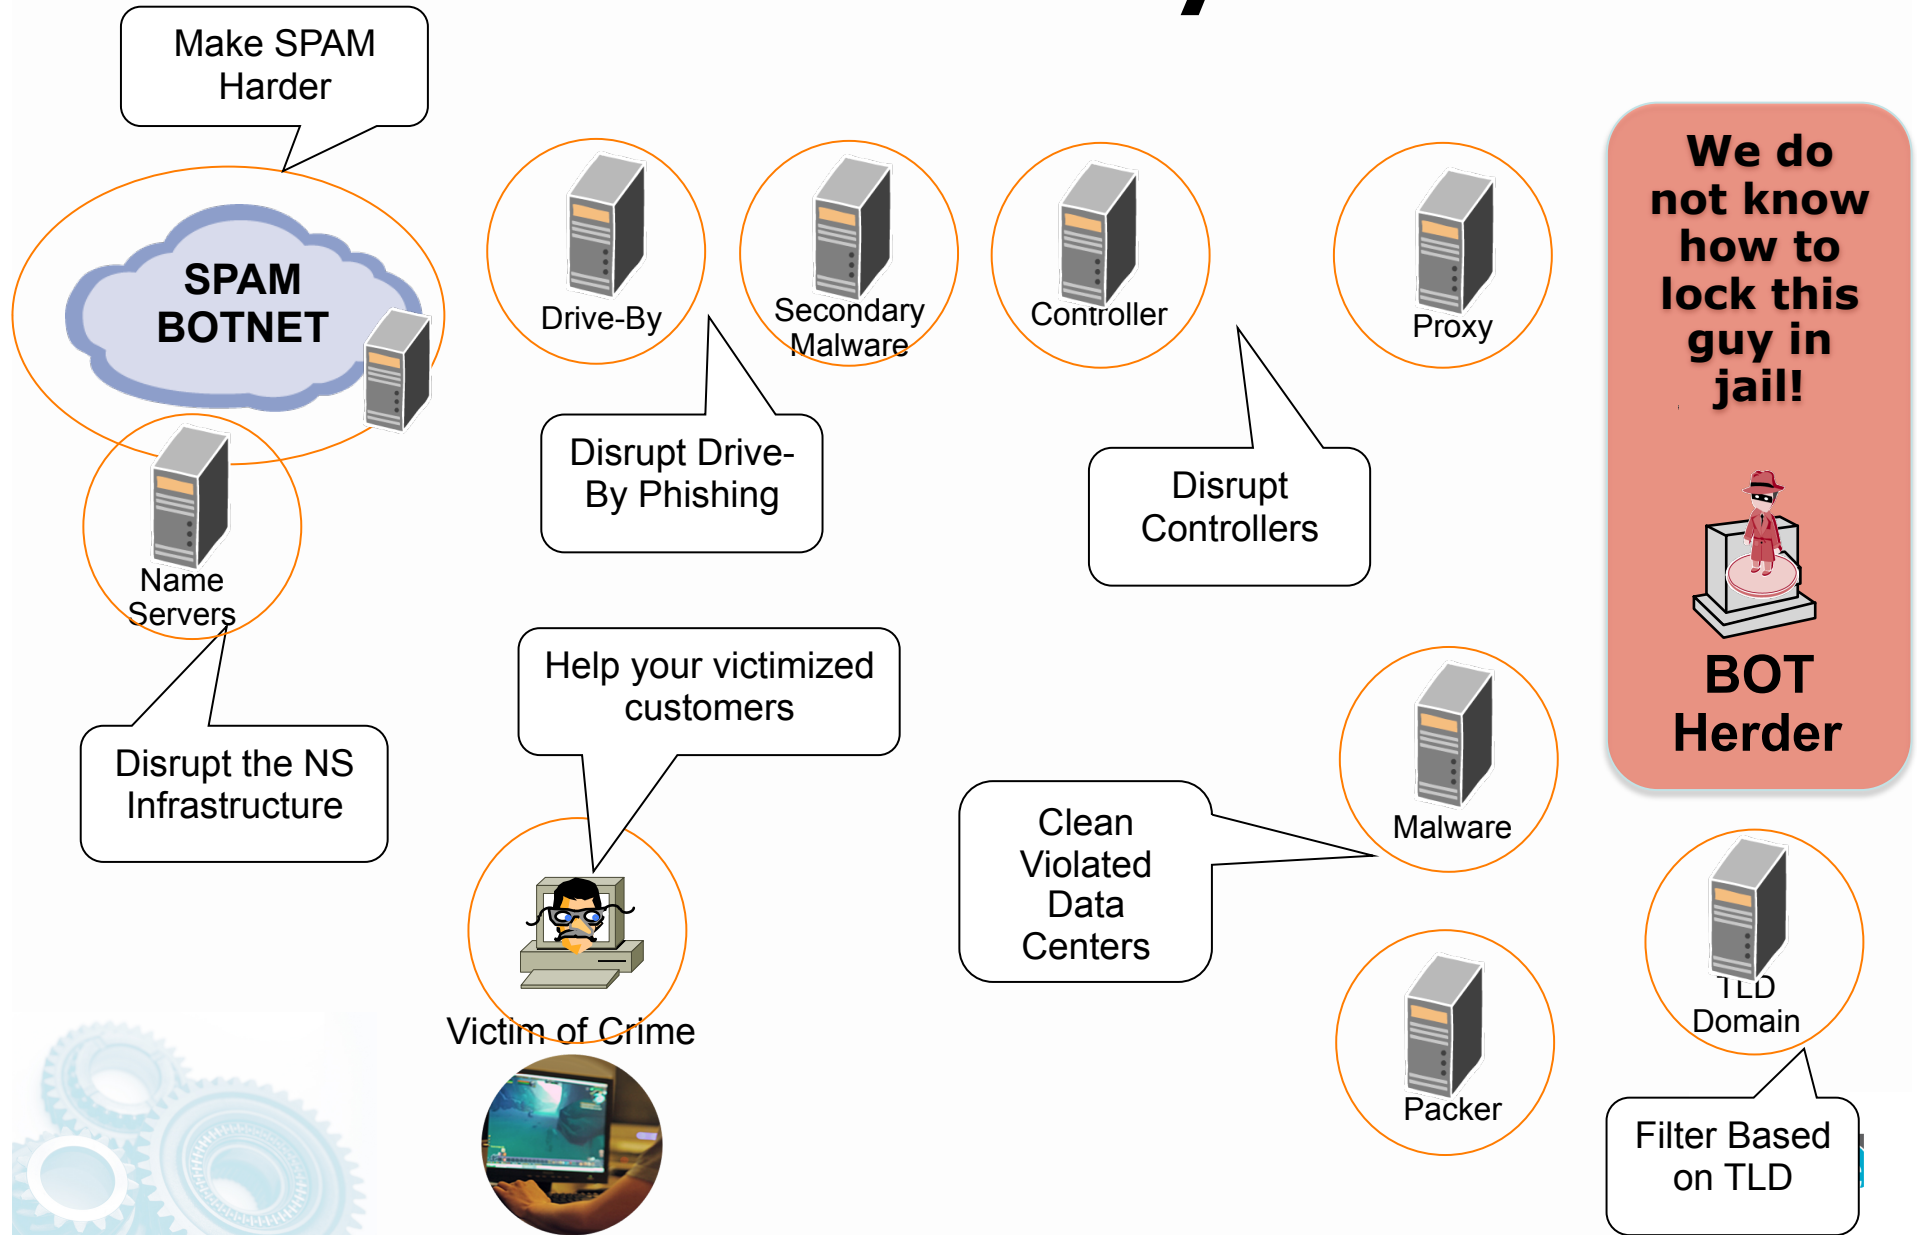 Make SPAM
Harder
SPAM
BOTNET
Name
Servers
Disrupt the NS
Infrastructure
Drive-By
Secondary
Malware
Controller
Proxy
Disrupt Drive-
By Phishing
Disrupt
Controllers
Help your victimized
customers
Victim of Crime
Clean
Violated
Data
Centers
Malware
Packer
We do
not know
how to
lock this
guy in
jail!
BOT
Herder
TLD
Domain
Filter Based
on TLD